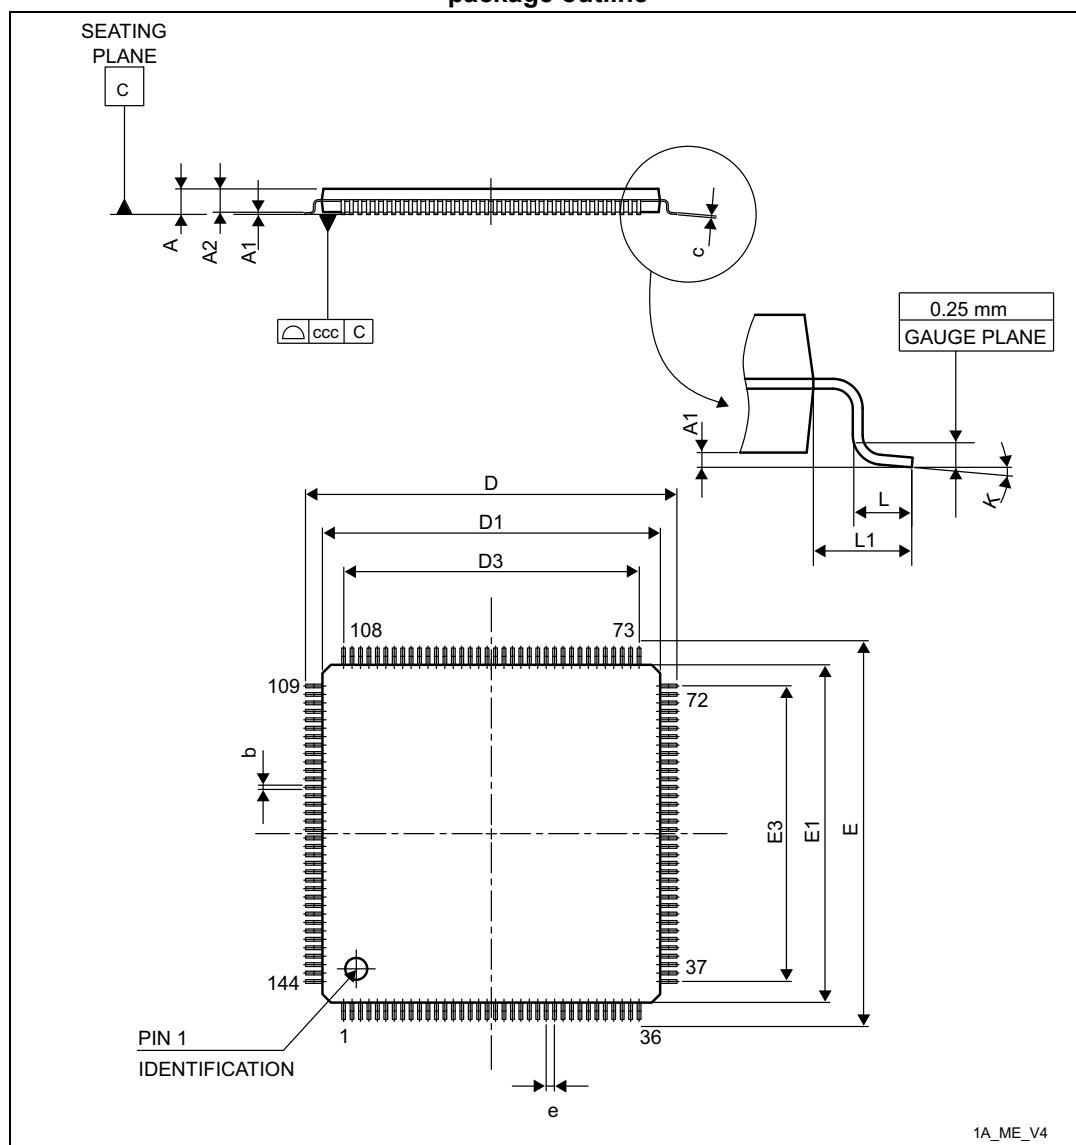 package outline
SEATING
PLANE
C
A
A2
A1
c
ccc C
0.25 mm
GAUGE PLANE
A1
K
L
L1
D
D1
D3
108
73
109
72
b
E3
E1
E
144
37
PIN 1
IDENTIFICATION
1
36
e
1A_ME_V4